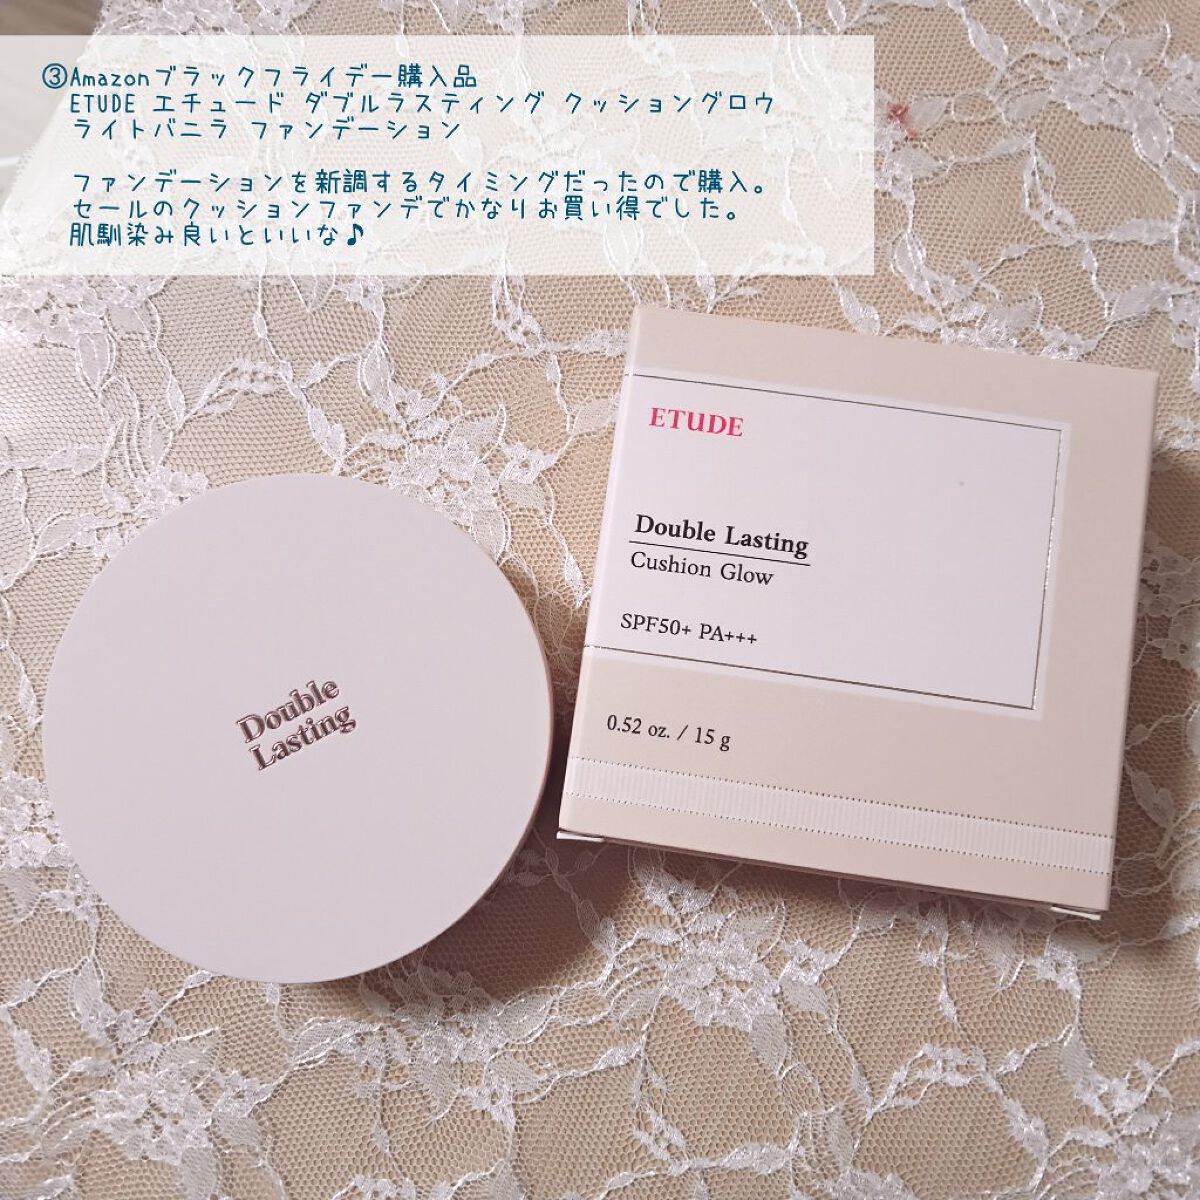 ③Amazonブラックフライデー購入品
ETUDE エチュード ダブルラスティング クッショングロウ
ライトバニラ ファンデーション
ファンデーションを新調するタイミングだったので購入。
セールのクッションファンデでかなりお買い得でした。
肌馴染み良いといいな♪
ETUDE
Double Lasting
Cushion Glow
SPF50+ PA+++
0.52 oz. / 15 g
Double
Lasting